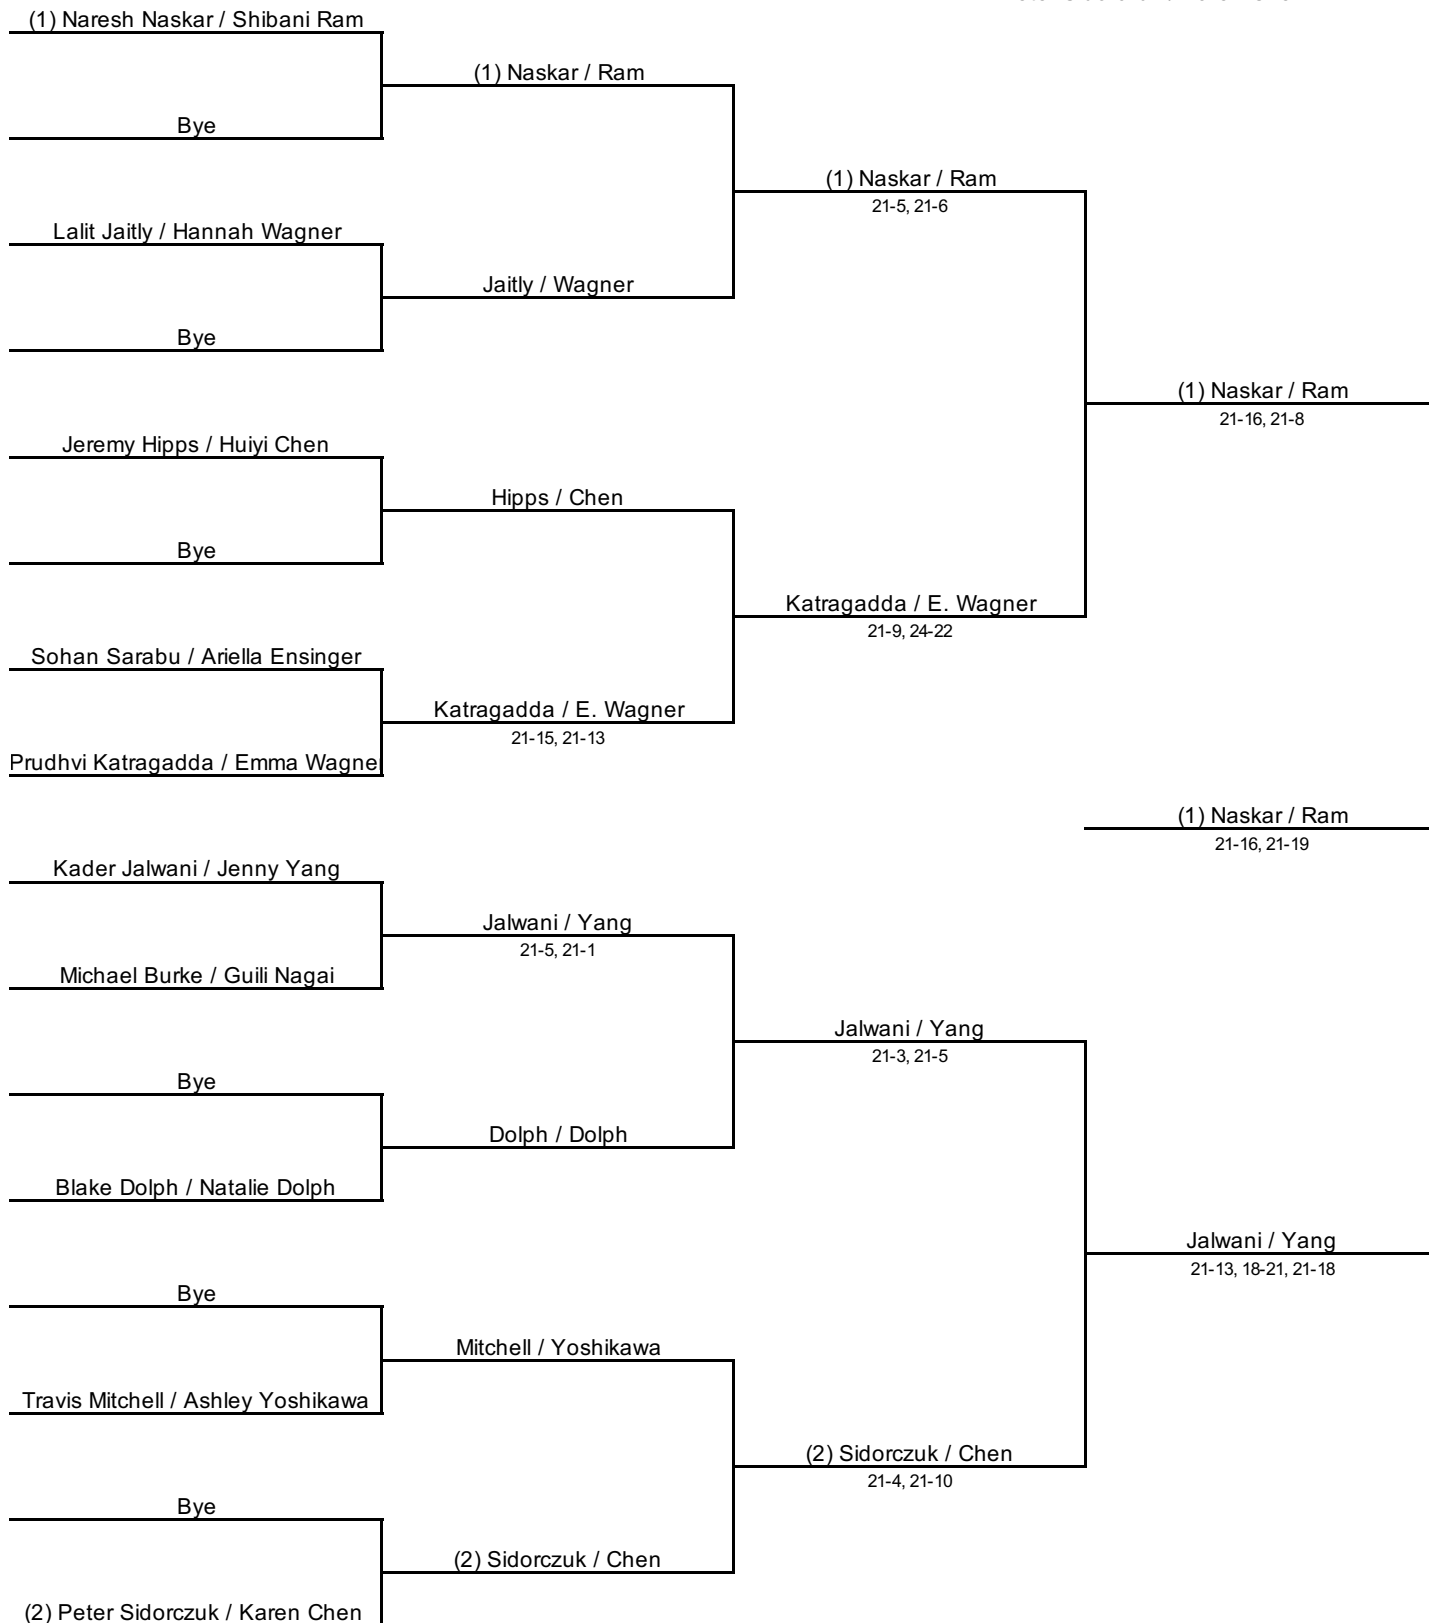 (1) Naresh Naskar / Shibani Ram
(1) Naskar / Ram
Bye
(1) Naskar / Ram
21-5, 21-6
Lalit Jaitly / Hannah Wagner
Jaitly / Wagner
Bye
(1) Naskar / Ram
21-16, 21-8
Jeremy Hipps / Huiyi Chen
Hipps / Chen
Bye
Katragadda / E. Wagner
21-9, 24-22
Sohan Sarabu / Ariella Ensinger
Katragadda / E. Wagner
21-15, 21-13
Prudhvi Katragadda / Emma Wagner
(1) Naskar / Ram
21-16, 21-19
Kader Jalwani / Jenny Yang
Jalwani / Yang
21-5, 21-1
Michael Burke / Guili Nagai
Jalwani / Yang
21-3, 21-5
Bye
Dolph / Dolph
Blake Dolph / Natalie Dolph
Jalwani / Yang
21-13, 18-21, 21-18
Bye
Mitchell / Yoshikawa
Travis Mitchell / Ashley Yoshikawa
(2) Sidorczuk / Chen
21-4, 21-10
Bye
(2) Sidorczuk / Chen
(2) Peter Sidorczuk / Karen Chen